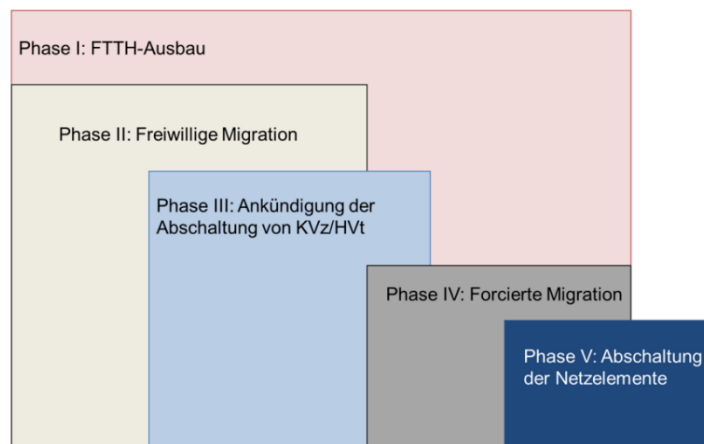 Phase I: FTTH-Ausbau
Phase II: Freiwillige Migration
Phase III: Ankündigung der
Abschaltung von KVz/HVt
Phase IV: Forcierte Migration
Phase V: Abschaltung
der Netzelemente